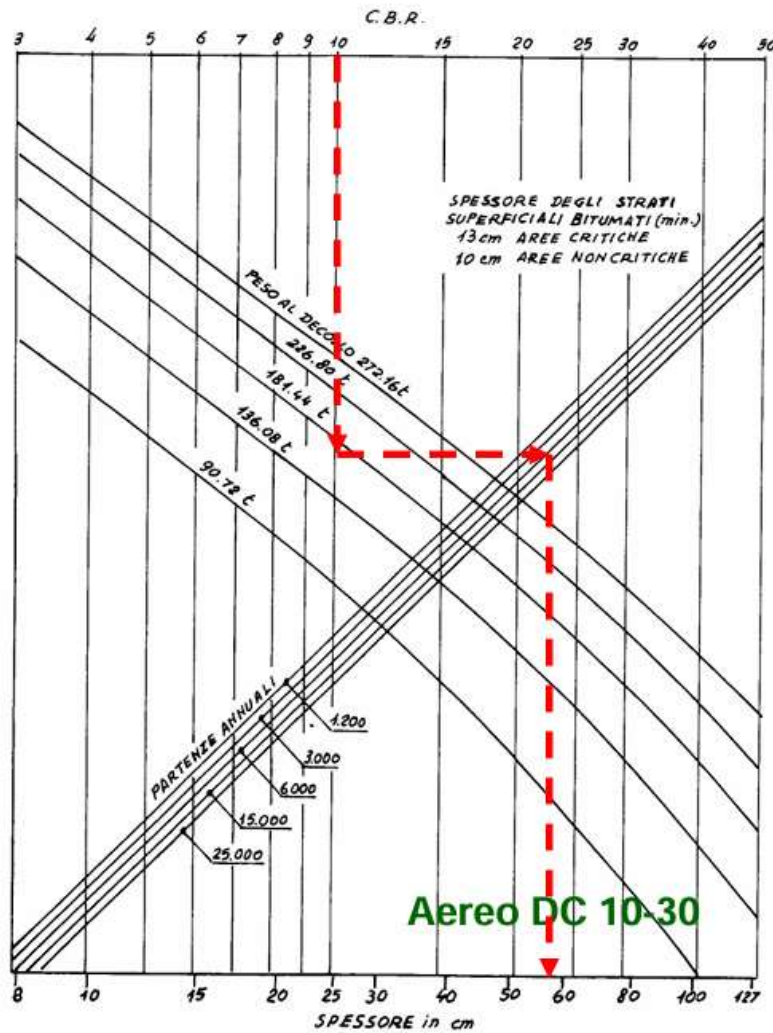 C.B.R.
3 4 5 6 7 8 9 10 15 20 25 30 40 50
SPESSORE DEGLI STRATI
SUPERFICIALI BITUMATI (min.)
13 cm AREE CRITICHE
10 cm AREE NON CRITICHE
PESO AL DECOLLO 272.16 t
226.80 t
181.44 t
136.08 t
90.72 t
PARTENZE ANNUALI
1.200
3.000
6.000
15.000
25.000
Aereo DC 10-30
8 10 15 20 25 30 40 50 60 80 100 127
SPESSORE in cm